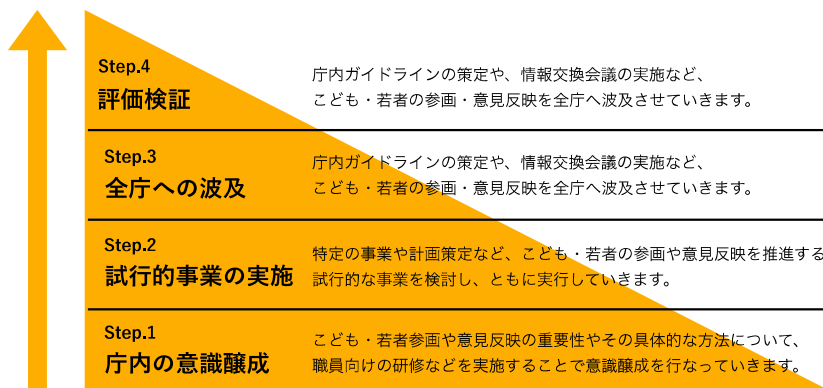 Step.4
評価検証
庁内ガイドラインの策定や、情報交換会議の実施など、
こども・若者の参画・意見反映を全庁へ波及させていきます。
Step.3
全庁への波及
庁内ガイドラインの策定や、情報交換会議の実施など、
こども・若者の参画・意見反映を全庁へ波及させていきます。
Step.2
試行的事業の実施
特定の事業や計画策定など、こども・若者の参画や意見反映を推進する
試行的な事業を検討し、ともに実行していきます。
Step.1
庁内の意識醸成
こども・若者参画や意見反映の重要性やその具体的な方法について、
職員向けの研修などを実施することで意識醸成を行なっていきます。